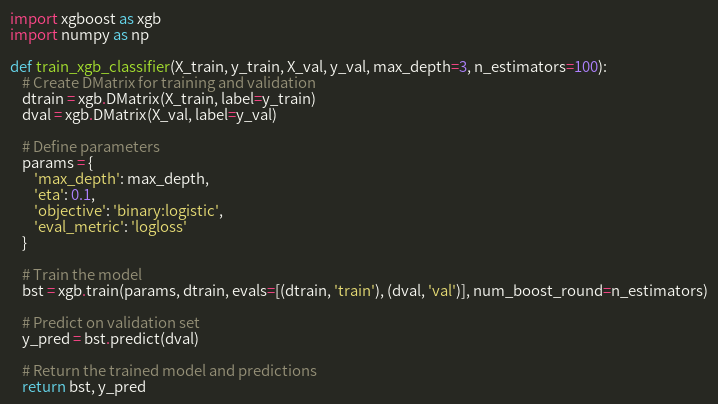 import xgboost as xgb
import numpy as np

def train_xgb_classifier(X_train, y_train, X_val, y_val, max_depth=3, n_estimators=100):
    # Create DMatrix for training and validation
    dtrain = xgb.DMatrix(X_train, label=y_train)
    dval = xgb.DMatrix(X_val, label=y_val)

    # Define parameters
    params = {
        'max_depth': max_depth,
        'eta': 0.1,
        'objective': 'binary:logistic',
        'eval_metric': 'logloss'
    }

    # Train the model
    bst = xgb.train(params, dtrain, evals=[(dtrain, 'train'), (dval, 'val')], num_boost_round=n_estimators)

    # Predict on validation set
    y_pred = bst.predict(dval)

    # Return the trained model and predictions
    return bst, y_pred